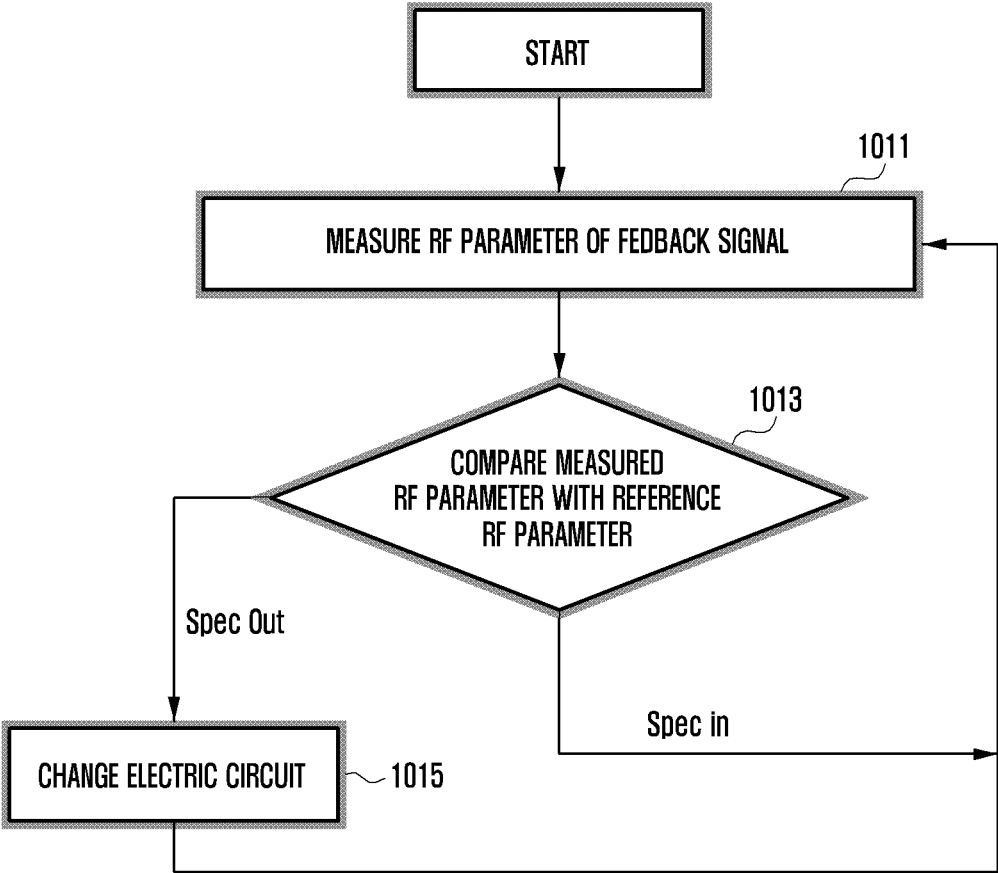 START
1011
MEASURE RF PARAMETER OF FEDBACK SIGNAL
1013
COMPARE MEASURED
RF PARAMETER WITH REFERENCE
RF PARAMETER
Spec Out
Spec in
CHANGE ELECTRIC CIRCUIT
1015